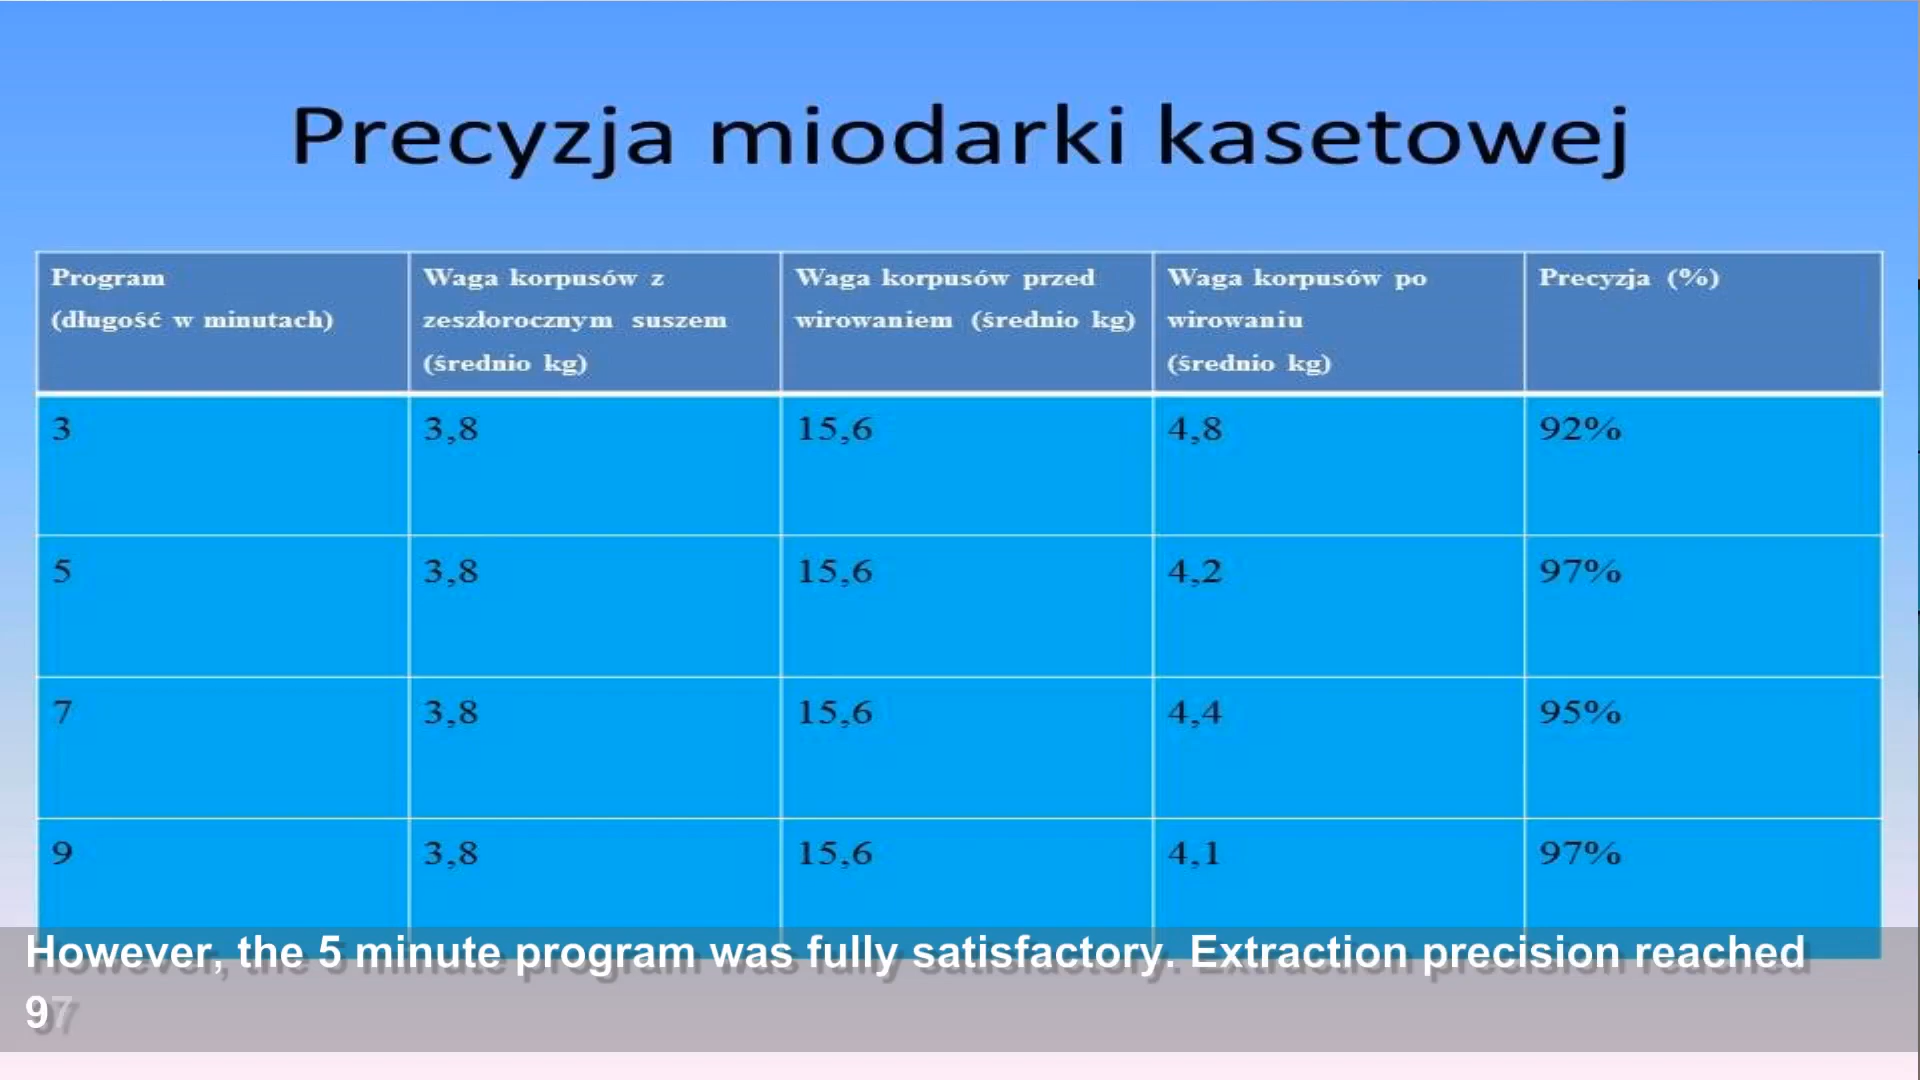 Precyzja miodarki kasetowej
Program
(długość w minutach)
Waga korpusów z
zeszłorocznym suszem
(średnio kg)
Waga korpusów przed
wirowaniem (średnio kg)
Waga korpusów po
wirowaniu
(średnio kg)
Precyzja (%)
3 3,8 15,6 4,8 92%
5 3,8 15,6 4,2 97%
7 3,8 15,6 4,4 95%
9 3,8 15,6 4,1 97%
However, the 5 minute program was fully satisfactory. Extraction precision reached
97